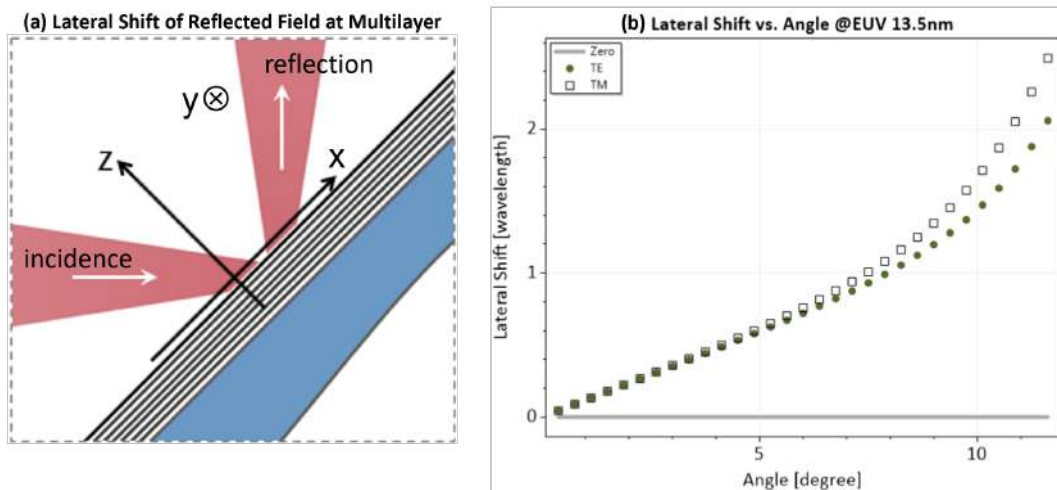 (a) Lateral Shift of Reflected Field at Multilayer
reflection
y⊗
z
x
incidence
(b) Lateral Shift vs. Angle @EUV 13.5nm
Zero
TE
TM
Lateral Shift [wavelength]
2
1
0
5
10
Angle [degree]